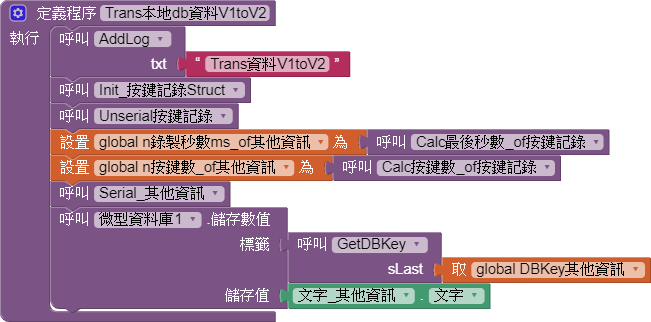 定義程序 Trans本地db資料V1toV2
執行 呼叫 AddLog
txt “ Trans資料V1toV2 ”
呼叫 Init_按鍵記錄Struct
呼叫 Unserial按鍵記錄
設置 global n錄製秒數ms_of其他資訊 為 呼叫 Calc最後秒數_of按鍵記錄
設置 global n按鍵數_of其他資訊 為 呼叫 Calc按鍵數_of按鍵記錄
呼叫 Serial_其他資訊
呼叫 微型資料庫1 .儲存數值
標籤 呼叫 GetDBKey
sLast 取 global DBKey其他資訊
儲存值 文字_其他資訊 . 文字